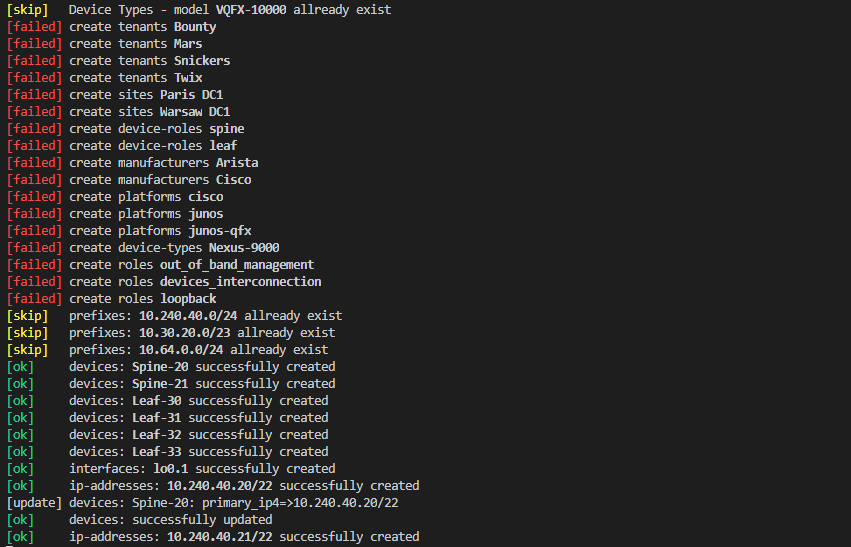 [skip] Device Types - model VQFX-10000 allready exist
[failed] create tenants Bounty
[failed] create tenants Mars
[failed] create tenants Snickers
[failed] create tenants Twix
[failed] create sites Paris DC1
[failed] create sites Warsaw DC1
[failed] create device-roles spine
[failed] create device-roles leaf
[failed] create manufacturers Arista
[failed] create manufacturers Cisco
[failed] create platforms cisco
[failed] create platforms junos
[failed] create platforms junos-qfx
[failed] create device-types Nexus-9000
[failed] create roles out_of_band_management
[failed] create roles devices_interconnection
[failed] create roles loopback
[skip] prefixes: 10.240.40.0/24 allready exist
[skip] prefixes: 10.30.20.0/23 allready exist
[skip] prefixes: 10.64.0.0/24 allready exist
[ok] devices: Spine-20 successfully created
[ok] devices: Spine-21 successfully created
[ok] devices: Leaf-30 successfully created
[ok] devices: Leaf-31 successfully created
[ok] devices: Leaf-32 successfully created
[ok] devices: Leaf-33 successfully created
[ok] interfaces: lo0.1 successfully created
[ok] ip-addresses: 10.240.40.20/22 successfully created
[update] devices: Spine-20: primary_ip4=>10.240.40.20/22
[ok] devices: successfully updated
[ok] ip-addresses: 10.240.40.21/22 successfully created